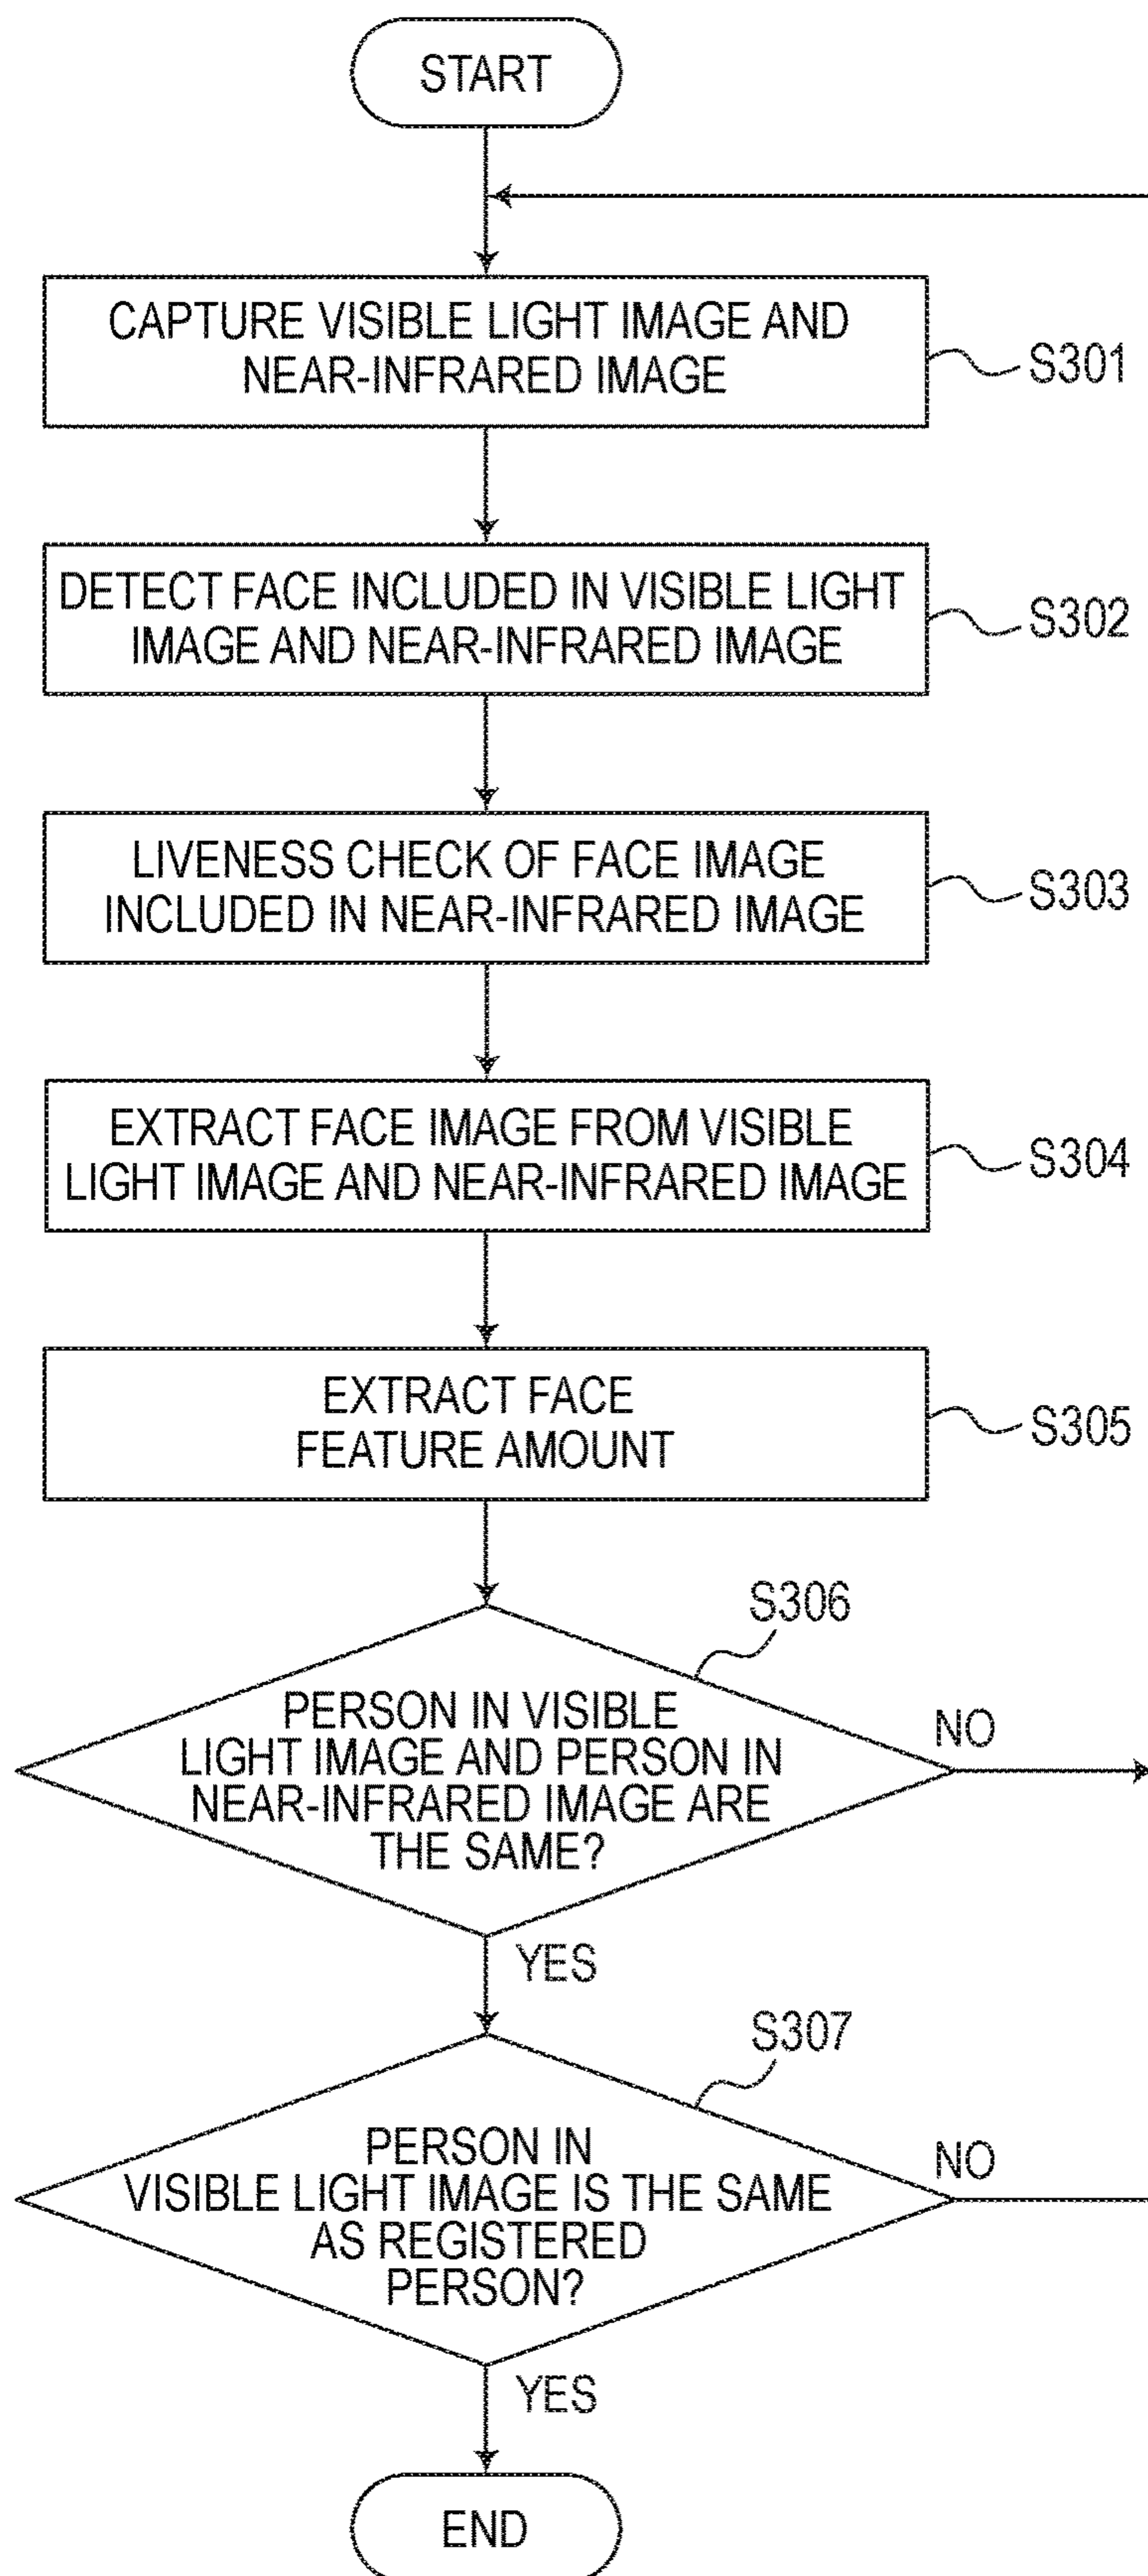 START
CAPTURE VISIBLE LIGHT IMAGE AND
NEAR-INFRARED IMAGE
S301
DETECT FACE INCLUDED IN VISIBLE LIGHT
IMAGE AND NEAR-INFRARED IMAGE
S302
LIVENESS CHECK OF FACE IMAGE
INCLUDED IN NEAR-INFRARED IMAGE
S303
EXTRACT FACE IMAGE FROM VISIBLE
LIGHT IMAGE AND NEAR-INFRARED IMAGE
S304
EXTRACT FACE
FEATURE AMOUNT
S305
S306
PERSON IN VISIBLE
LIGHT IMAGE AND PERSON IN
NEAR-INFRARED IMAGE ARE
THE SAME?
NO
YES
S307
PERSON IN
VISIBLE LIGHT IMAGE IS THE SAME
AS REGISTERED
PERSON?
NO
YES
END